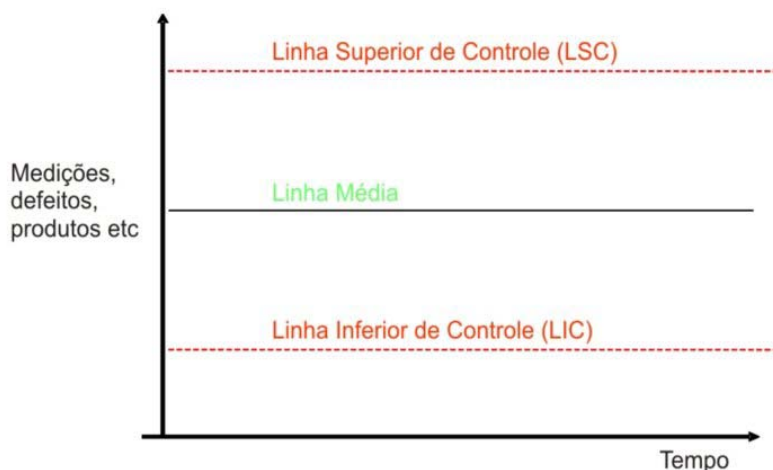 Linha Superior de Controle (LSC)
Medições,
defeitos,
produtos etc
Linha Média
Linha Inferior de Controle (LIC)
Tempo